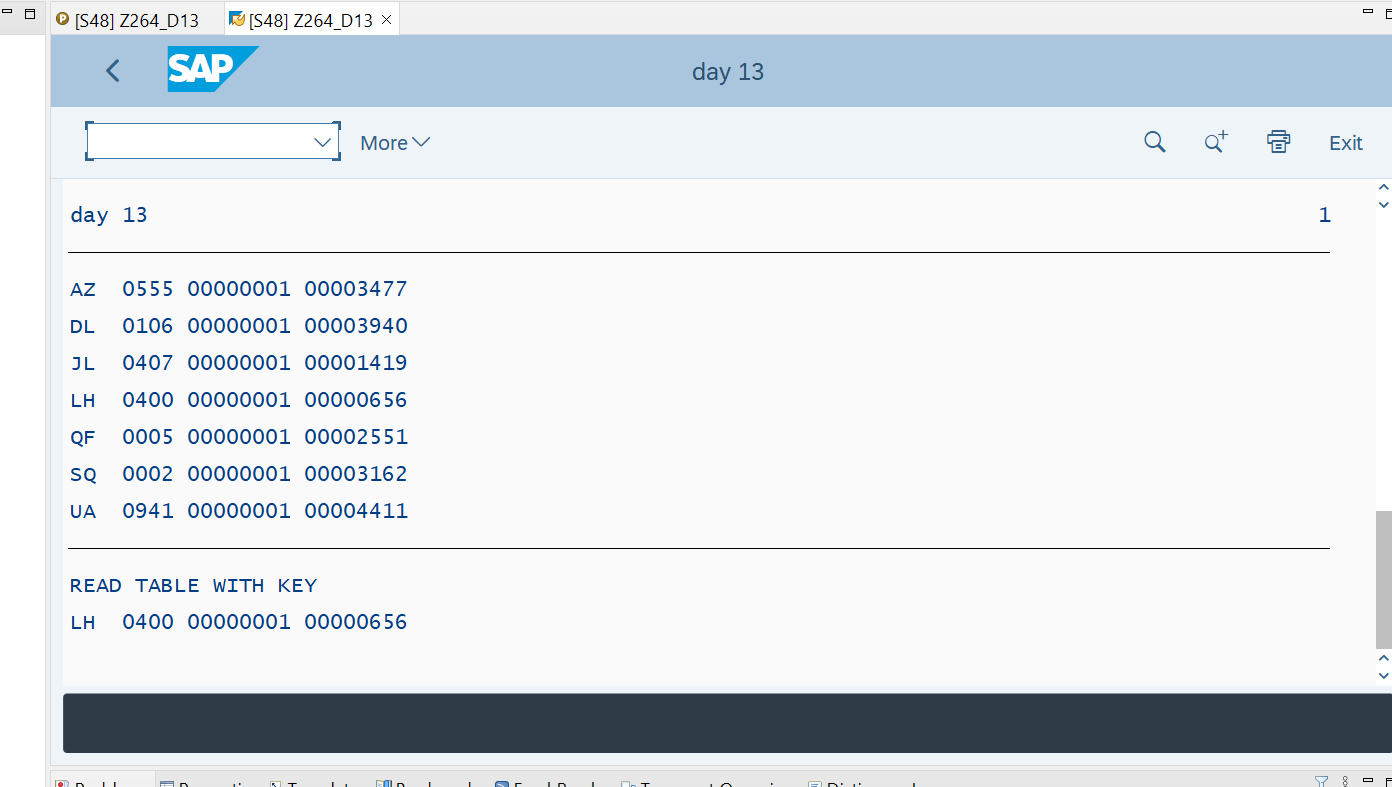 [S48] Z264_D13
[S48] Z264_D13
SAP
day 13
More
Exit
day 13 1
AZ 0555 00000001 00003477
DL 0106 00000001 00003940
JL 0407 00000001 00001419
LH 0400 00000001 00000656
QF 0005 00000001 00002551
SQ 0002 00000001 00003162
UA 0941 00000001 00004411
READ TABLE WITH KEY
LH 0400 00000001 00000656